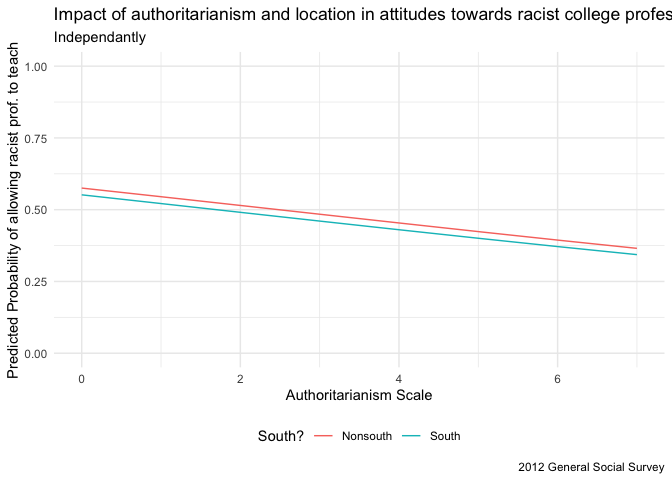 Impact of authoritarianism and location in attitudes towards racist college profes
Independantly
Predicted Probability of allowing racist prof. to teach
1.00
0.75
0.50
0.25
0.00
0
2
4
6
Authoritarianism Scale
South?
Nonsouth
South
2012 General Social Survey